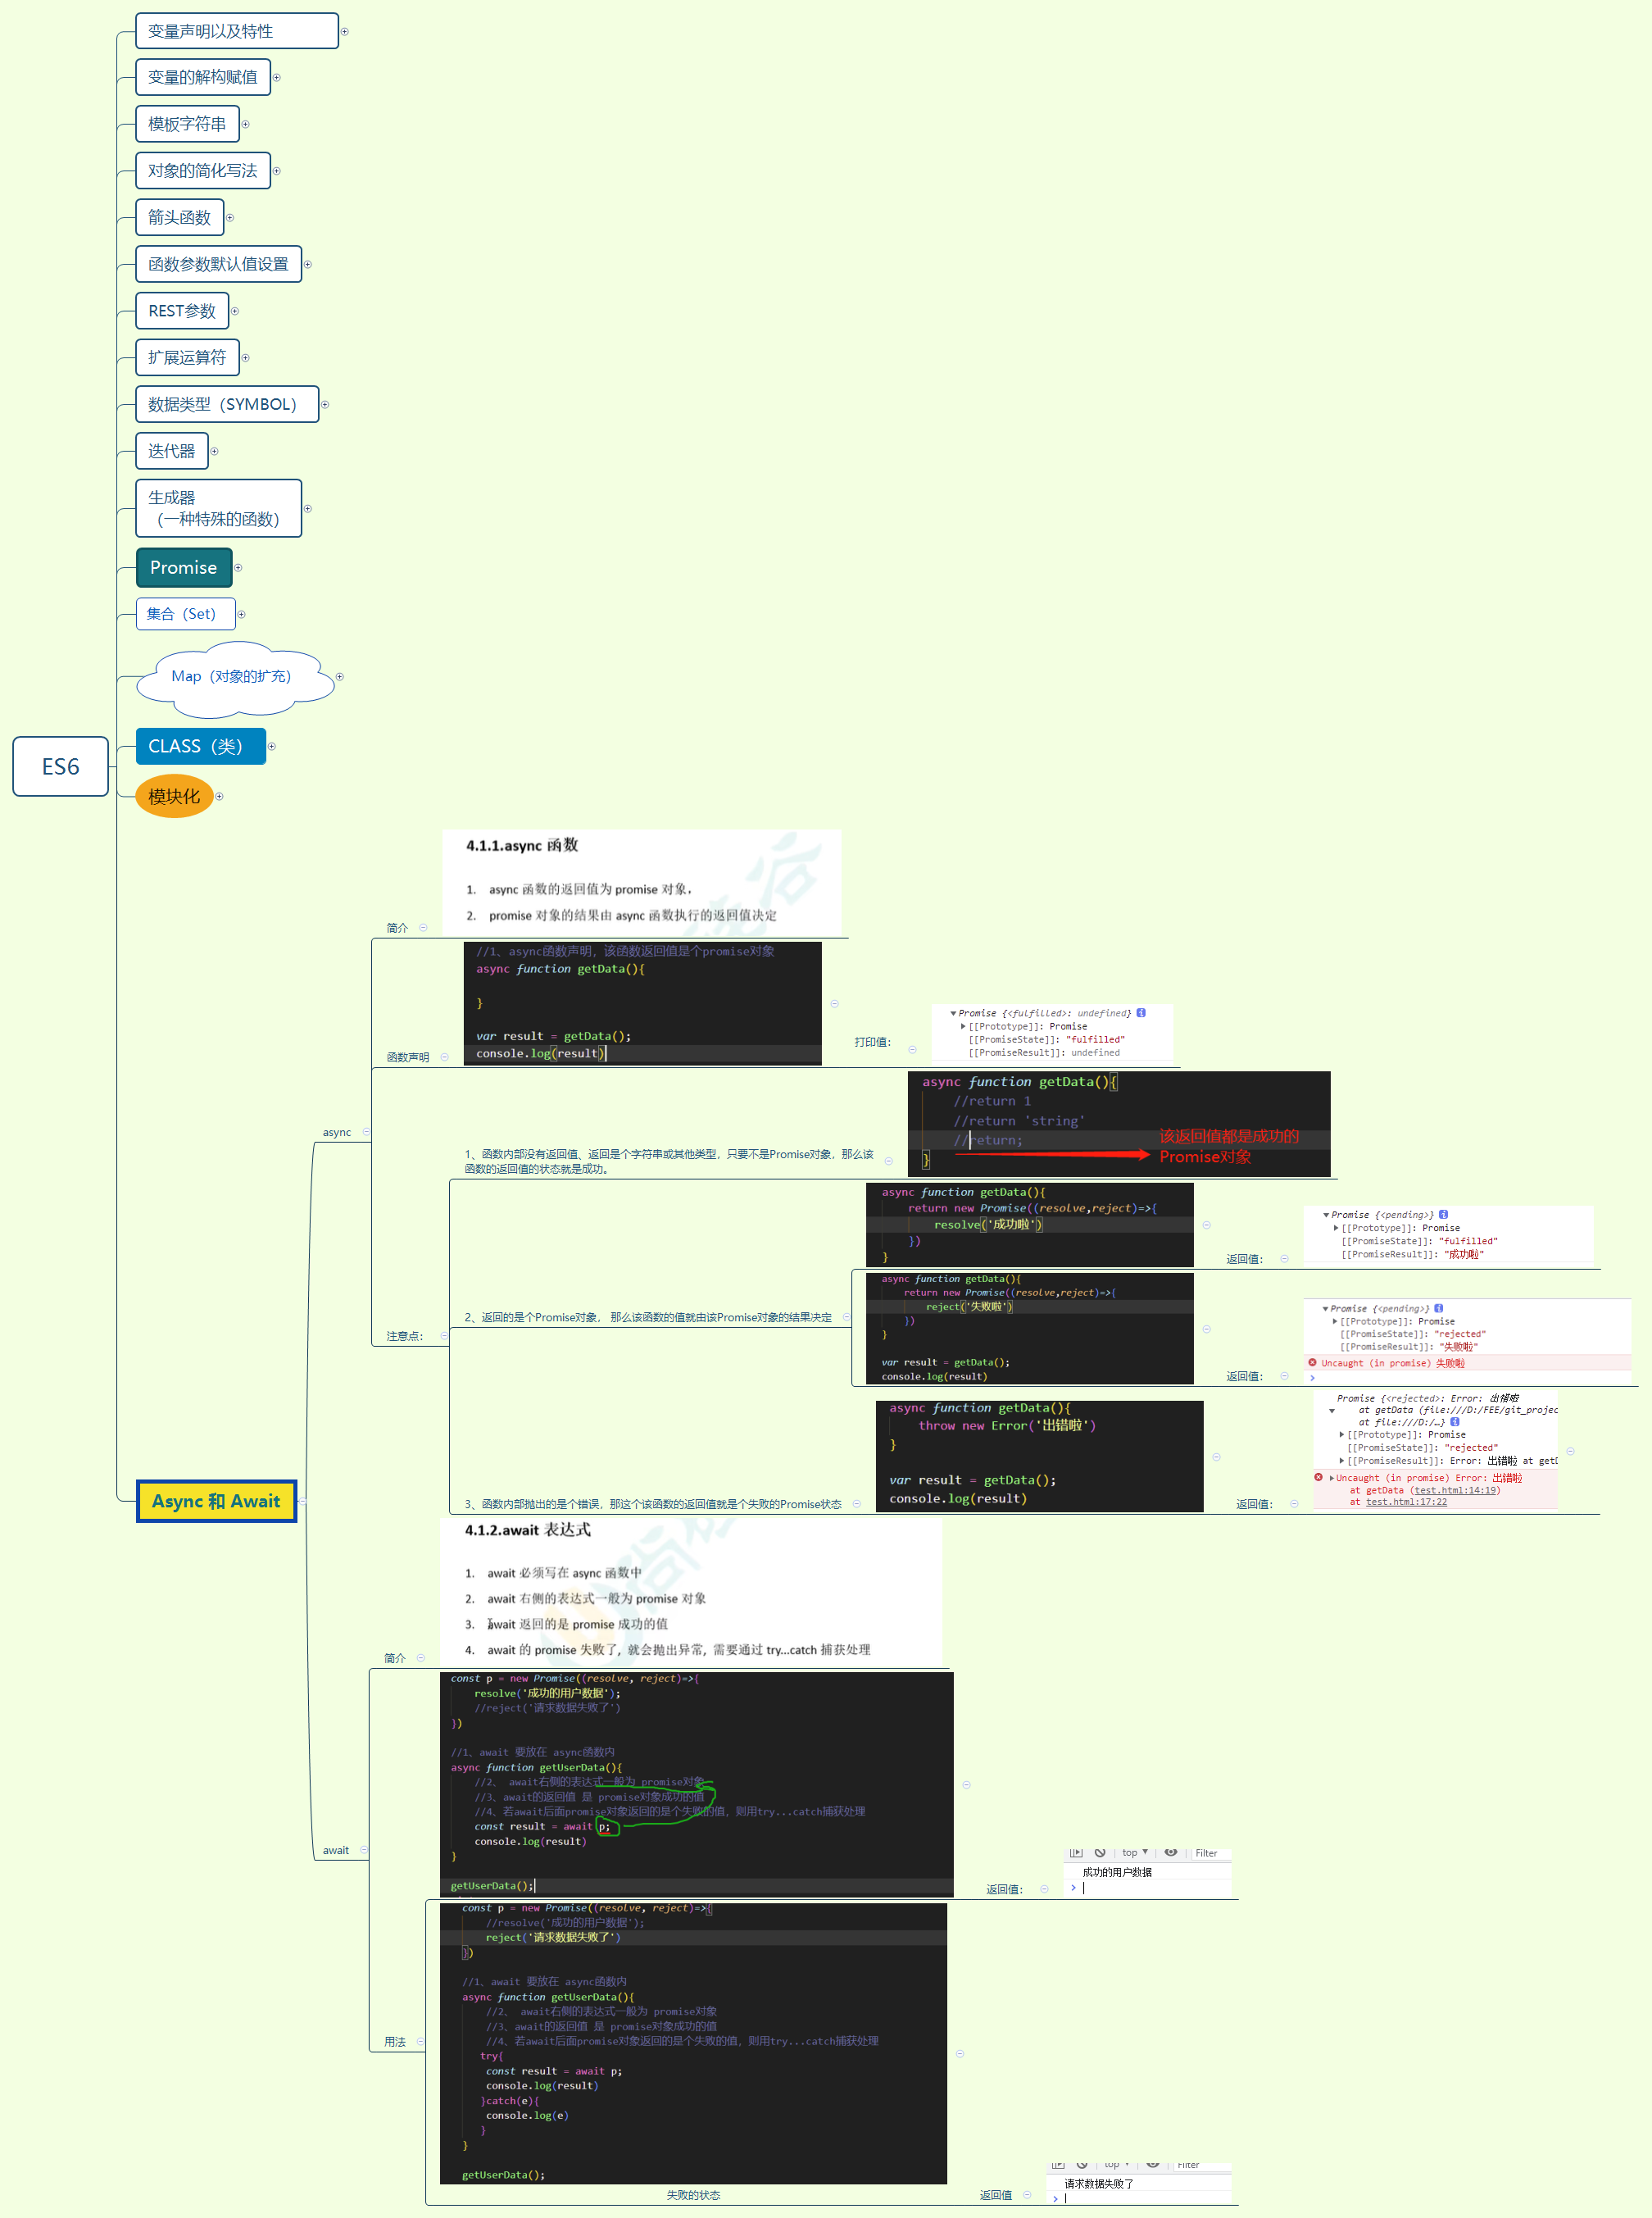 变量声明以及特性
变量的解构赋值
模板字符串
对象的简化写法
箭头函数
函数参数默认值设置
REST参数
扩展运算符
数据类型（SYMBOL）
迭代器
生成器
（一种特殊的函数）
Promise
集合（Set）
Map（对象的扩充）
CLASS（类）
ES6
模块化
4.1.1.async 函数
1. async 函数的返回值为 promise 对象，
2. promise 对象的结果由 async 函数执行的返回值决定
简介
//1、async函数声明，该函数返回值是个promise对象
async function getData(){
}
var result = getData();
console.log(result)
函数声明
打印值：
Promise {<fulfilled>: undefined}
[[Prototype]]: Promise
[[PromiseState]]: "fulfilled"
[[PromiseResult]]: undefined
async
async function getData(){
//return 1
//return 'string'
//return;
}
该返回值都是成功的
Promise对象
1、函数内部没有返回值、返回是个字符串或其他类型，只要不是Promise对象，那么该
函数的返回值的状态就是成功。
async function getData(){
return new Promise((resolve,reject)=>{
resolve('成功啦')
})
}
返回值：
Promise {<pending>}
[[Prototype]]: Promise
[[PromiseState]]: "fulfilled"
[[PromiseResult]]: "成功啦"
注意点：
2、返回的是个Promise对象， 那么该函数的值就由该Promise对象的结果决定
async function getData(){
return new Promise((resolve,reject)=>{
reject('失败啦')
})
}
var result = getData();
console.log(result)
返回值：
Promise {<pending>}
[[Prototype]]: Promise
[[PromiseState]]: "rejected"
[[PromiseResult]]: "失败啦"
Uncaught (in promise) 失败啦
3、函数内部抛出的是个错误，那这个该函数的返回值就是个失败的Promise状态
async function getData(){
throw new Error('出错啦')
}
var result = getData();
console.log(result)
返回值：
Promise {<rejected>: Error: 出错啦
at getData (file:///D:/FEE/git_projec
at file:///D:/…}
[[Prototype]]: Promise
[[PromiseState]]: "rejected"
[[PromiseResult]]: Error: 出错啦 at getD
Uncaught (in promise) Error: 出错啦
at getData (test.html:14:19)
at test.html:17:22
Async 和 Await
4.1.2.await 表达式
1. await 必须写在 async 函数中
2. await 右侧的表达式一般为 promise 对象
3. await 返回的是 promise 成功的值
4. await 的 promise 失败了, 就会抛出异常, 需要通过 try...catch 捕获处理
简介
await
const p = new Promise((resolve, reject)=>{
resolve('成功的用户数据');
//reject('请求数据失败了')
})
//1、await 要放在 async函数内
async function getUserData(){
//2、 await右侧的表达式一般为 promise对象
//3、await的返回值 是 promise对象成功的值
//4、若await后面promise对象返回的是个失败的值，则用try...catch捕获处理
const result = await p;
console.log(result)
}
getUserData();
返回值：
top
Filter
成功的用户数据
用法
const p = new Promise((resolve, reject)=>{
//resolve('成功的用户数据');
reject('请求数据失败了')
})
//1、await 要放在 async函数内
async function getUserData(){
//2、 await右侧的表达式一般为 promise对象
//3、await的返回值 是 promise对象成功的值
//4、若await后面promise对象返回的是个失败的值，则用try...catch捕获处理
try{
const result = await p;
console.log(result)
}catch(e){
console.log(e)
}
}
getUserData();
失败的状态
返回值
top
Filter
请求数据失败了